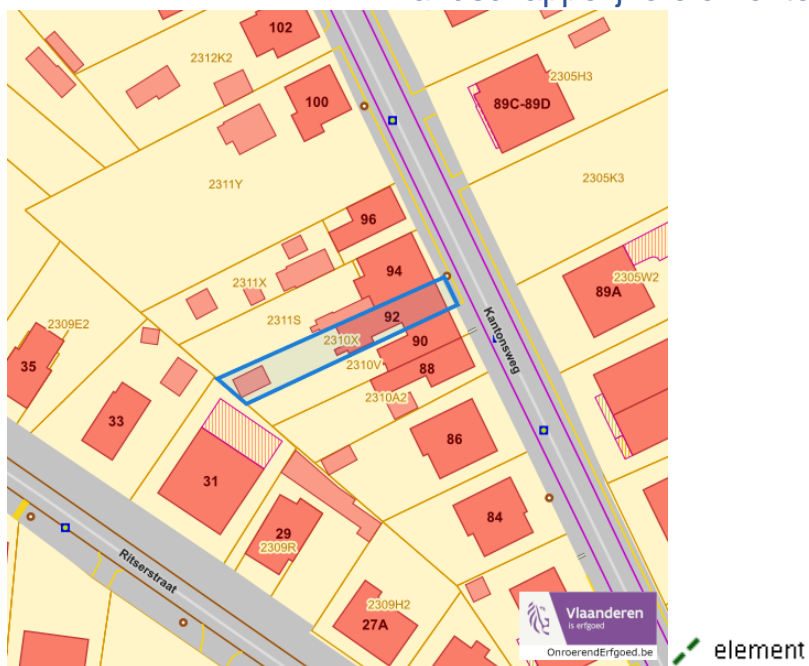 102
2312K2
2305H3
100
89C-89D
2311Y
2305K3
96
94
2311X
2305W2
89A
92
2311S
Kantonsweg
2309E2
2310X
90
35
2310V
88
2310A2
33
86
31
84
29
2309R
Ritserstraat
2309H2
27A
Vlaanderen
is erfgoed
OnroerendErfgoed.be
element